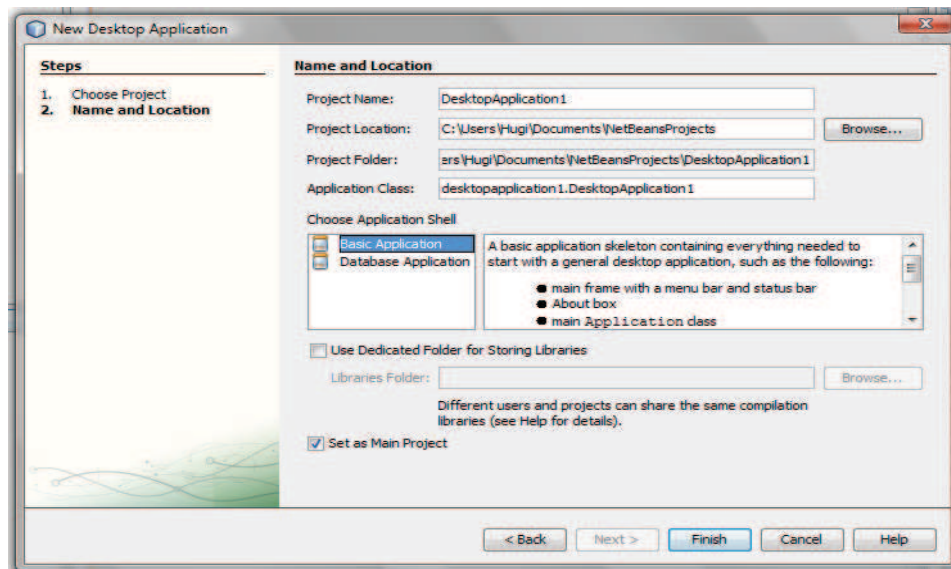 New Desktop Application
Steps
1. Choose Project
2. Name and Location
Name and Location
Project Name: DesktopApplication1
Project Location: C:\Users\Hugi\Documents\NetBeansProjects Browse...
Project Folder: ers\Hugi\Documents\NetBeansProjects\DesktopApplication1
Application Class: desktopapplication1.DesktopApplication1
Choose Application Shell
Basic Application
Database Application
A basic application skeleton containing everything needed to
start with a general desktop application, such as the following:
main frame with a menu bar and status bar
About box
main Application class
Use Dedicated Folder for Storing Libraries
Libraries Folder: Browse...
Different users and projects can share the same compilation
libraries (see Help for details).
Set as Main Project
< Back Next > Finish Cancel Help